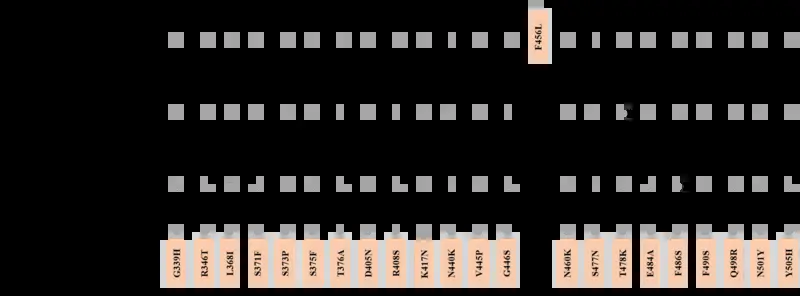 F456L
G339H
R346T
L368I
S371F
S373P
S375F
T376A
D405N
R408S
K417N
N440K
V445P
G446S
N460K
S477N
T478K
E484A
F486S
F490S
Q498R
N501Y
Y505H